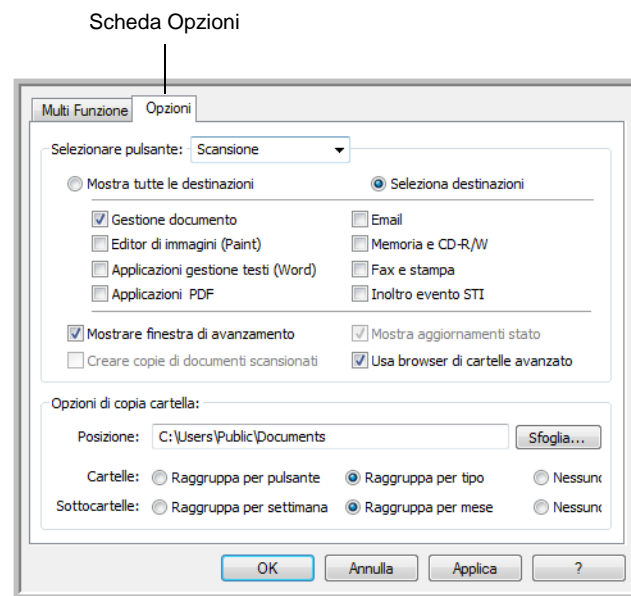 Scheda Opzioni
Multi Funzione Opzioni
Selezionare pulsante: Scansione
Mostra tutte le destinazioni Seleziona destinazioni
Gestione documento Email
Editor di immagini (Paint) Memoria e CD-R/W
Applicazioni gestione testi (Word) Fax e stampa
Applicazioni PDF Inoltro evento STI
Mostrare finestra di avanzamento Mostra aggiornamenti stato
Creare copie di documenti scansionati Usa browser di cartelle avanzato
Opzioni di copia cartella:
Posizione: C:\Users\Public\Documents Sfoglia...
Cartelle: Raggruppa per pulsante Raggruppa per tipo Nessuno
Sottocartelle: Raggruppa per settimana Raggruppa per mese Nessuno
OK Annulla Applica ?